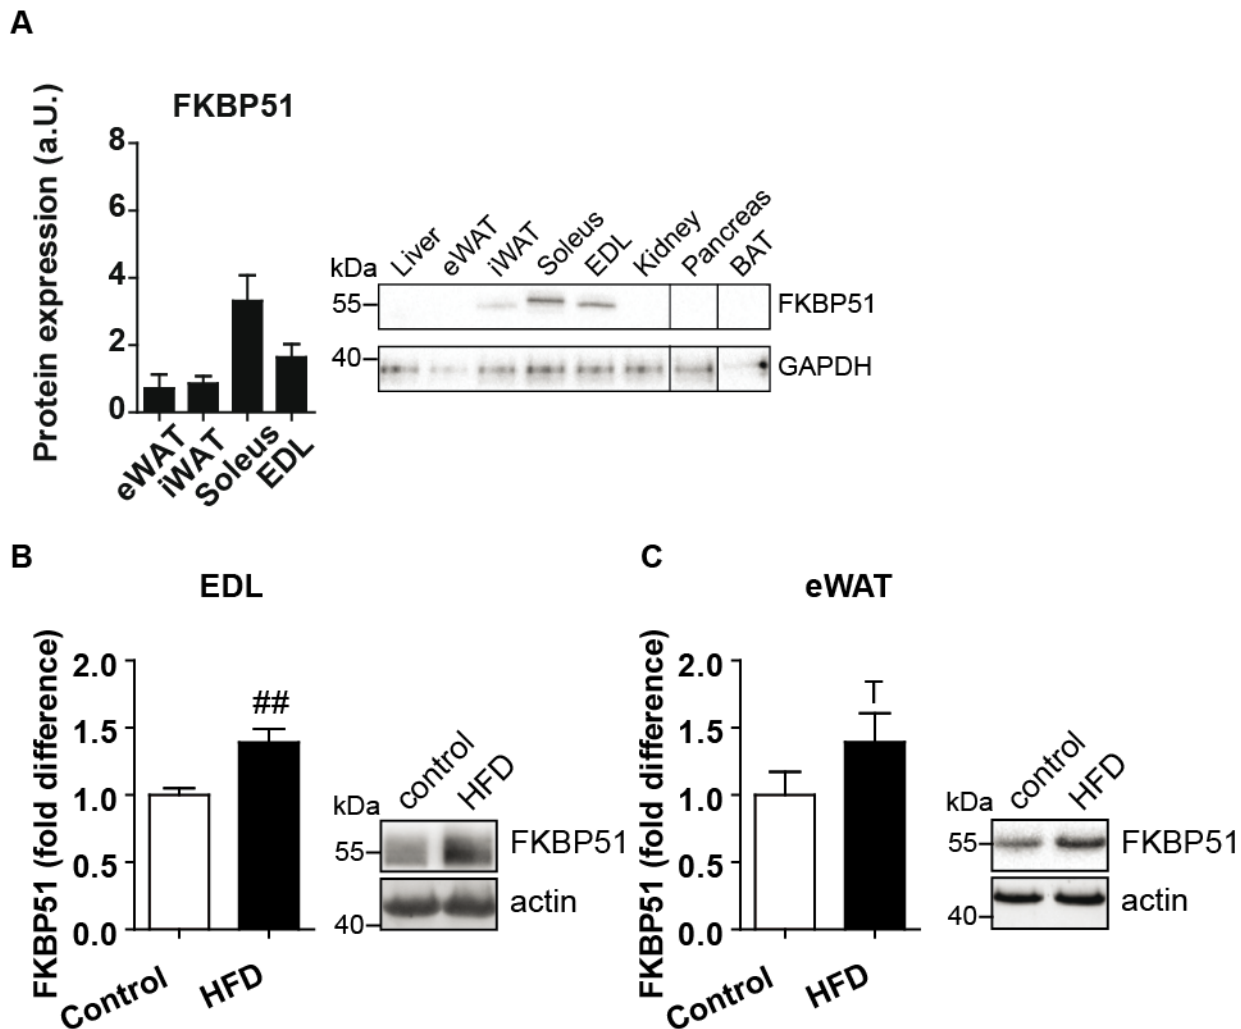 A
FKBP51
Protein expression (a.U.)
8
6
4
2
0
eWAT
iWAT
Soleus
EDL
kDa
Liver
eWAT
iWAT
Soleus
EDL
Kidney
Pancreas
BAT
55
FKBP51
40
GAPDH
B
EDL
FKBP51 (fold difference)
2.0
1.5
1.0
0.5
0.0
##
Control
HFD
kDa
control
HFD
55
FKBP51
actin
40
C
eWAT
FKBP51 (fold difference)
2.0
1.5
1.0
0.5
0.0
T
Control
HFD
kDa
control
HFD
55
FKBP51
actin
40